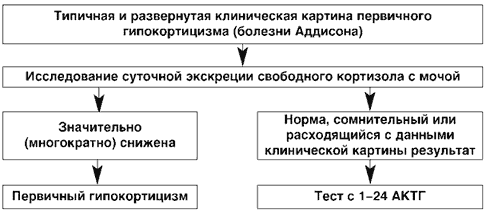 Типичная и развернутая клиническая картина первичного
гипокортицизма (болезни Аддисона)
Исследование суточной экскреции свободного кортизола с мочой
Значительно
(многократно) снижена
Норма, сомнительный или
расходящийся с данными
клинической картины результат
Первичный гипокортицизм
Тест с 1–24 АКТГ